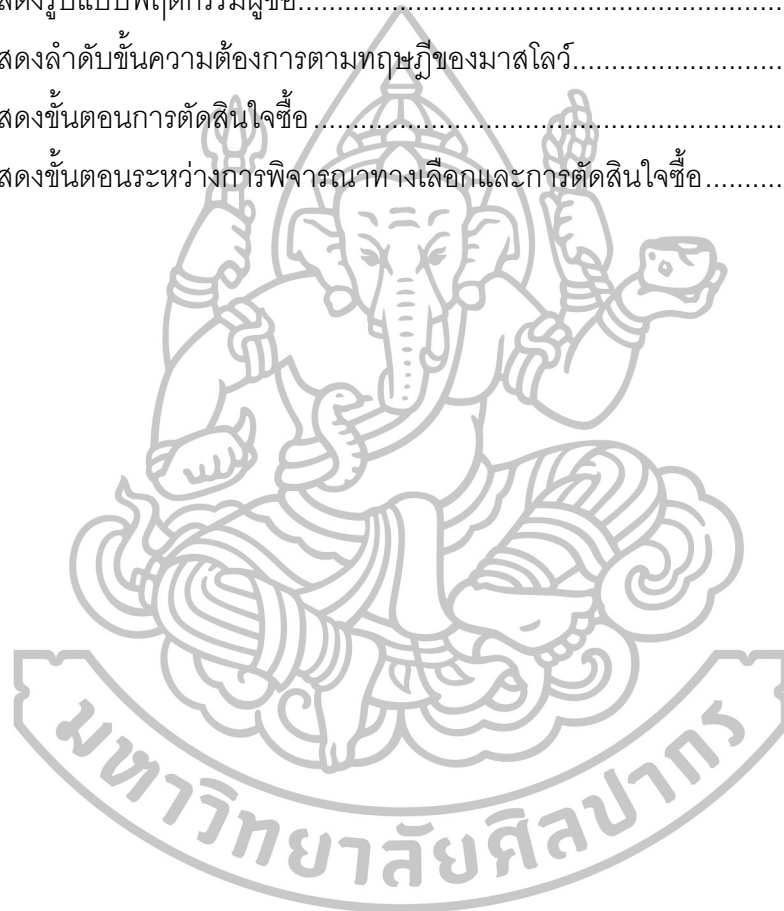 สดงรูปแบบพฤติกรรมผู้ซื้อ................................................................
สดงลำดับขั้นความต้องการตามทฤษฎีของมาสโลว์...........................
สดงขั้นตอนการตัดสินใจซื้อ..............................................................
สดงขั้นตอนระหว่างการพิจารณาทางเลือกและการตัดสินใจซื้อ..........
มหาวิทยาลัยศิลปากร